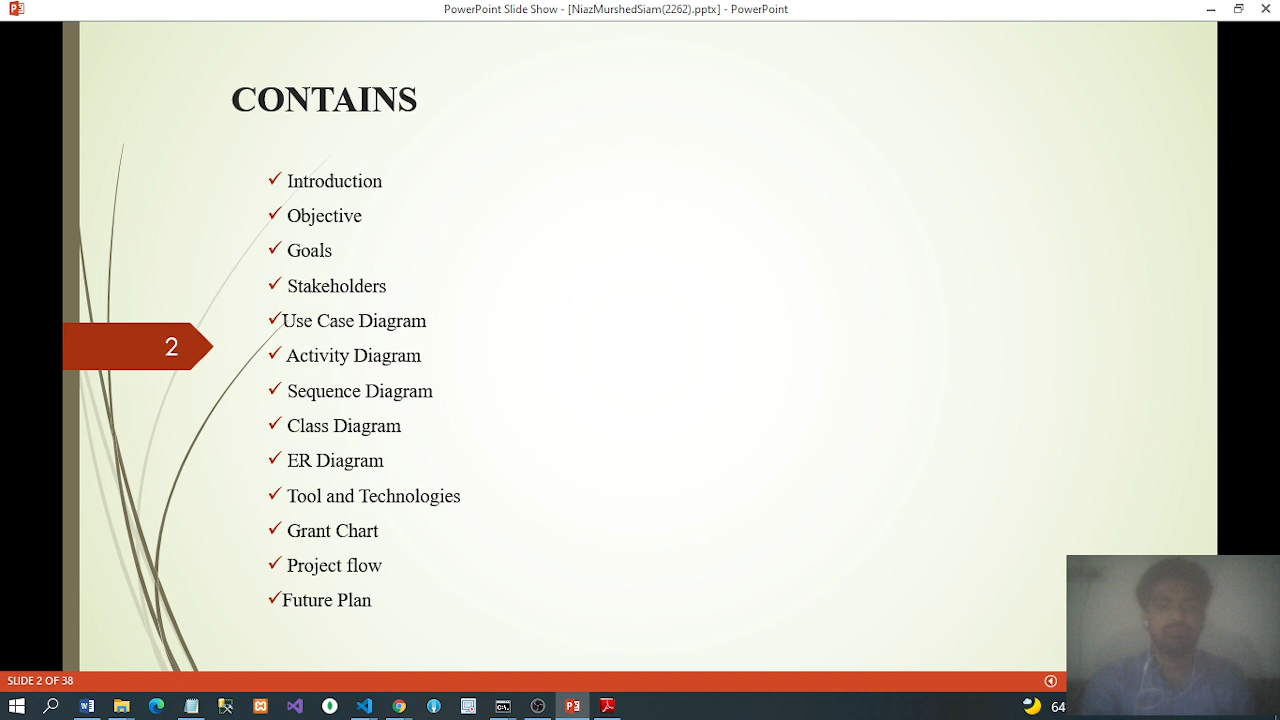 PowerPoint Slide Show - [NiazMurshedSiam(2262).pptx] - PowerPoint
CONTAINS
Introduction
Objective
Goals
Stakeholders
Use Case Diagram
2
Activity Diagram
Sequence Diagram
Class Diagram
ER Diagram
Tool and Technologies
Grant Chart
Project flow
Future Plan
SLIDE 2 OF 38
64